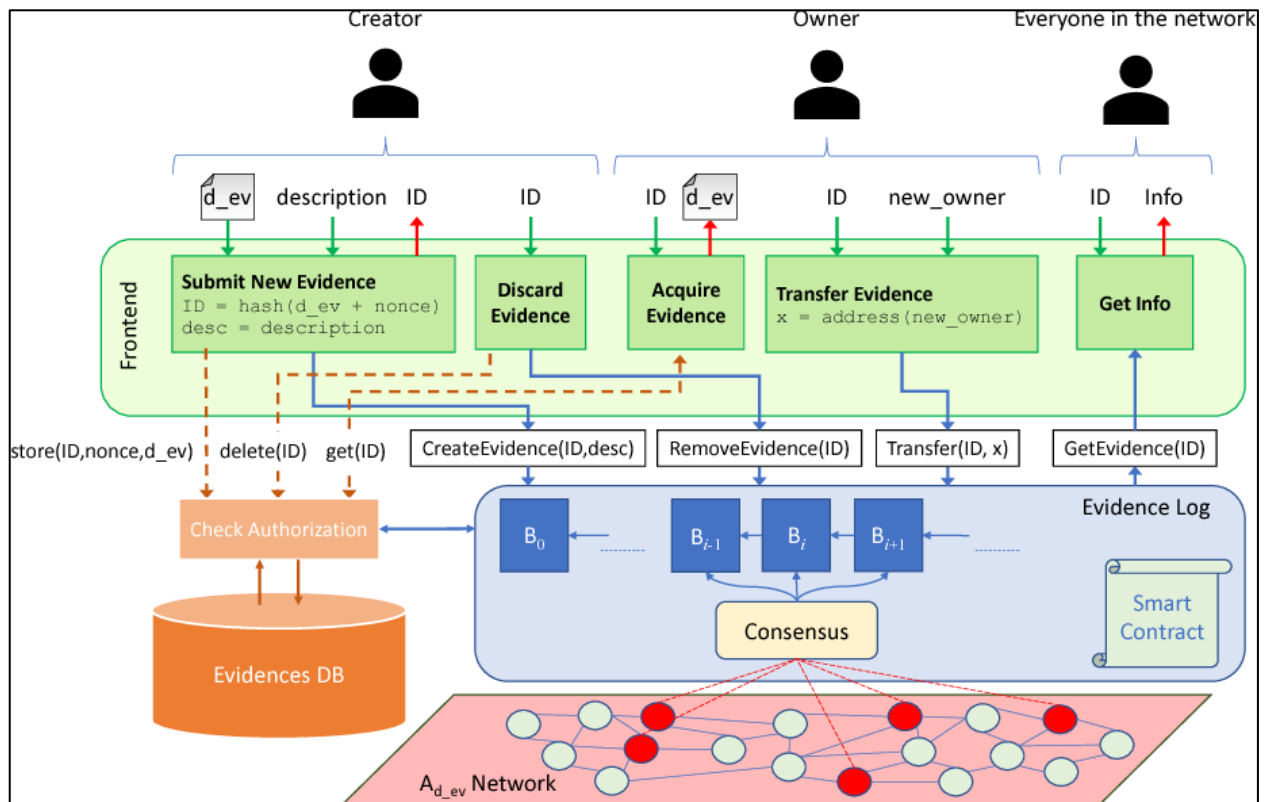 Creator
Owner
Everyone in the network
d_ev
description
ID
ID
ID
d_ev
ID
new_owner
ID
Info
Frontend
Submit New Evidence
ID = hash(d_ev + nonce)
desc = description
Discard
Evidence
Acquire
Evidence
Transfer Evidence
x = address(new_owner)
Get Info
store(ID,nonce,d_ev)
delete(ID)
get(ID)
CreateEvidence(ID,desc)
RemoveEvidence(ID)
Transfer(ID, x)
GetEvidence(ID)
Check Authorization
Evidence Log
B0
........
Bi-1
Bi
Bi+1
........
Consensus
Smart
Contract
Evidences DB
Ad_ev Network